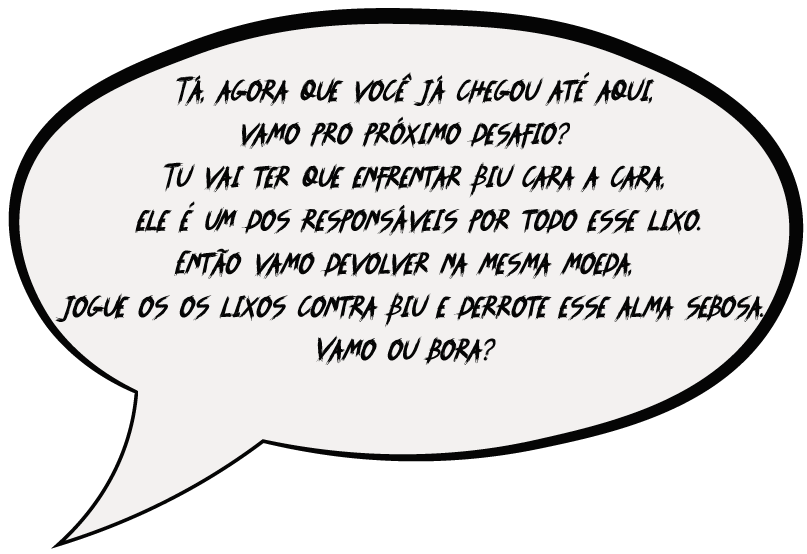 Tá, agora que você já chegou até aqui,
vamo pro próximo desafio?
Tu vai ter que enfrentar Biu cara a cara,
ele é um dos responsáveis por todo esse lixo.
Então vamo devolver na mesma moeda,
jogue os os lixos contra Biu e derrote esse alma sebosa.
Vamo ou bora?